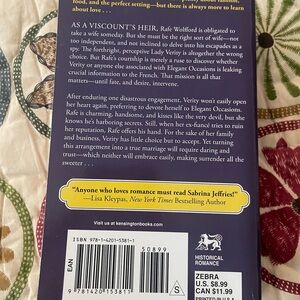 food, and the perfect setting—but there is always more to learn
about love . . .
AS A VISCOUNT'S HEIR, Rafe Wolfford is obligated to
take a wife someday. But she must be the right sort of wife—not
too independent, and not inclined to delve into his escapades as a
spy. The forthright, perceptive Lady Verity is altogether the wrong
choice. But Rafe's courtship is merely a ruse to discover whether
Verity or anyone else associated with Elegant Occasions is leaking
crucial information to the French. That mission is all that
matters—until fate, and desire, intervene.
After enduring one disastrous engagement, Verity won't easily open
her heart again, preferring to devote herself to Elegant Occasions.
Rafe is charming, handsome, and kisses like the very devil, but she
knows he's harboring secrets. Still, when her ex-fiancé tries to ruin
her reputation, Rafe offers his hand. For the sake of her family
and business, Verity has little choice but to accept. Yet turning
this arrangement into a true marriage will require daring and
trust—which neither will easily embrace, making surrender all the
sweeter . . .
"Anyone who loves romance must read Sabrina Jeffries!"
—Lisa Kleypas, New York Times Bestselling Author
Visit us at kensingtonbooks.com
ISBN 978-1-4201-5381-1
50899
EAN
9 781420 153811
S
HISTORICAL
ROMANCE
ZEBRA
U.S. $8.99
CAN $11.99
PRINTED IN U.S.A.